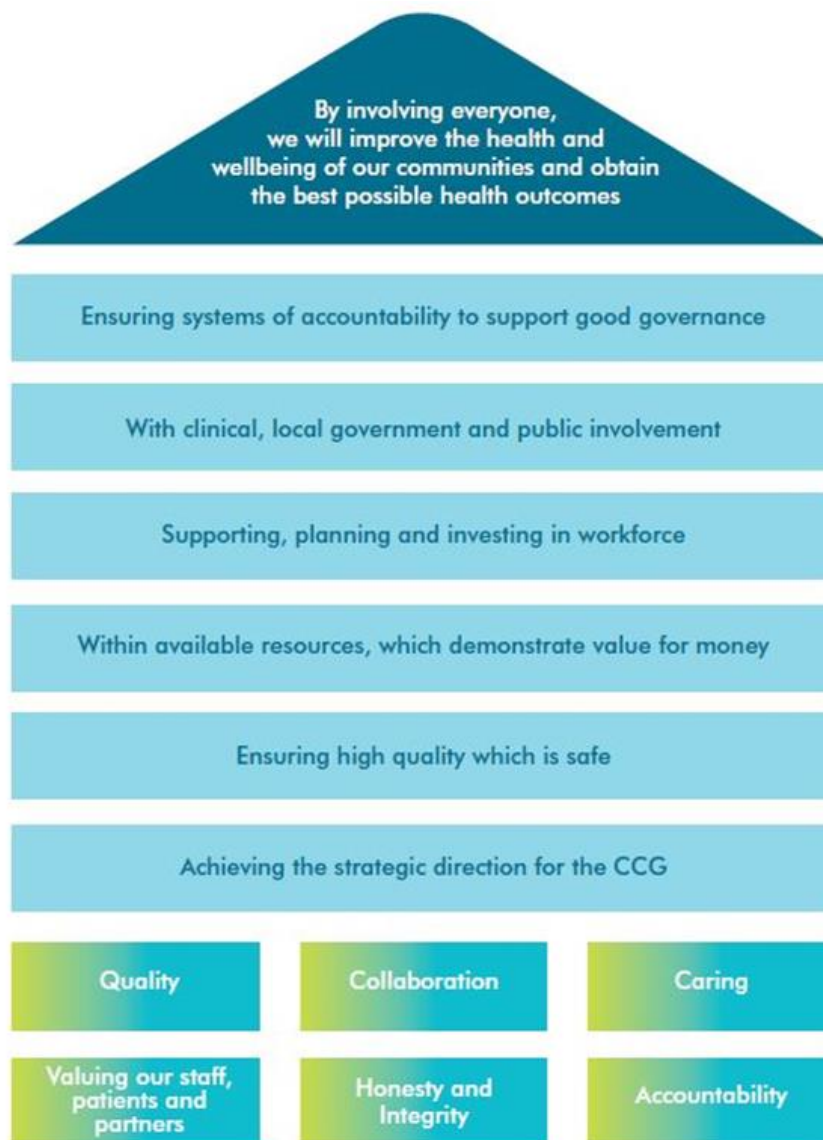 By involving everyone,
we will improve the health and
wellbeing of our communities and obtain
the best possible health outcomes
Ensuring systems of accountability to support good governance
With clinical, local government and public involvement
Supporting, planning and investing in workforce
Within available resources, which demonstrate value for money
Ensuring high quality which is safe
Achieving the strategic direction for the CCG
Quality
Collaboration
Caring
Valuing our staff,
patients and
partners
Honesty and
Integrity
Accountability